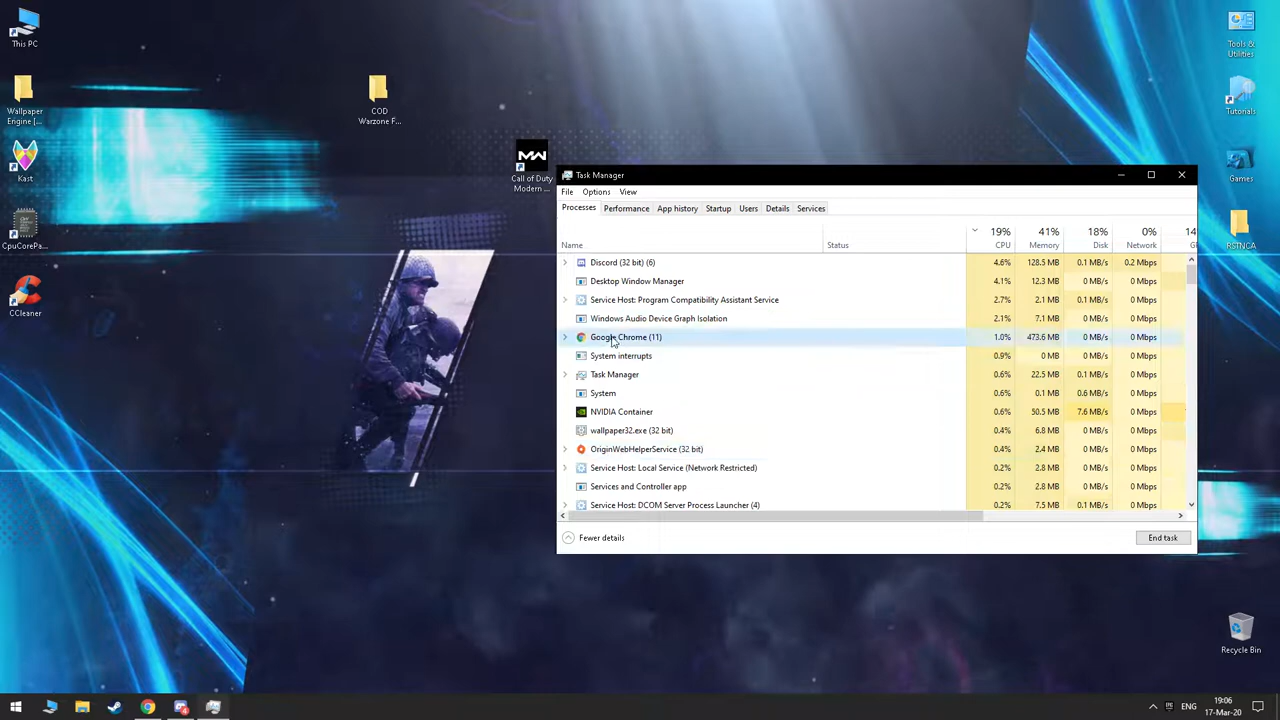 This PC
Wallpaper
Engine [...
Kast
CpuCorePa...
CCleaner
COD
Warzone F...
Call of Duty
Modern ...
Tools &
Utilities
Tutorials
Games
RSTNCA
Recycle Bin
Task Manager
File Options View
Processes Performance App history Startup Users Details Services
19% 41% 18% 0% 14
Name Status CPU Memory Disk Network
Discord (32 bit) (6) 4.6% 128.5 MB 0.1 MB/s 0.2 Mbps
Desktop Window Manager 4.1% 12.3 MB 0 MB/s 0 Mbps
Service Host: Program Compatibility Assistant Service 2.7% 2.1 MB 0.1 MB/s 0 Mbps
Windows Audio Device Graph Isolation 2.1% 7.1 MB 0 MB/s 0 Mbps
Google Chrome (11) 1.0% 473.6 MB 0 MB/s 0 Mbps
System interrupts 0.9% 0 MB 0 MB/s 0 Mbps
Task Manager 0.6% 22.5 MB 0.1 MB/s 0 Mbps
System 0.6% 0.1 MB 0.6 MB/s 0 Mbps
NVIDIA Container 0.6% 50.5 MB 7.6 MB/s 0 Mbps
wallpaper32.exe (32 bit) 0.4% 6.8 MB 0 MB/s 0 Mbps
OriginWebHelperService (32 bit) 0.4% 2.4 MB 0 MB/s 0 Mbps
Service Host: Local Service (Network Restricted) 0.2% 2.8 MB 0 MB/s 0 Mbps
Services and Controller app 0.2% 2.8 MB 0 MB/s 0 Mbps
Service Host: DCOM Server Process Launcher (4) 0.2% 7.5 MB 0.1 MB/s 0 Mbps
Fewer details End task
ENG
19:06
17-Mar-20